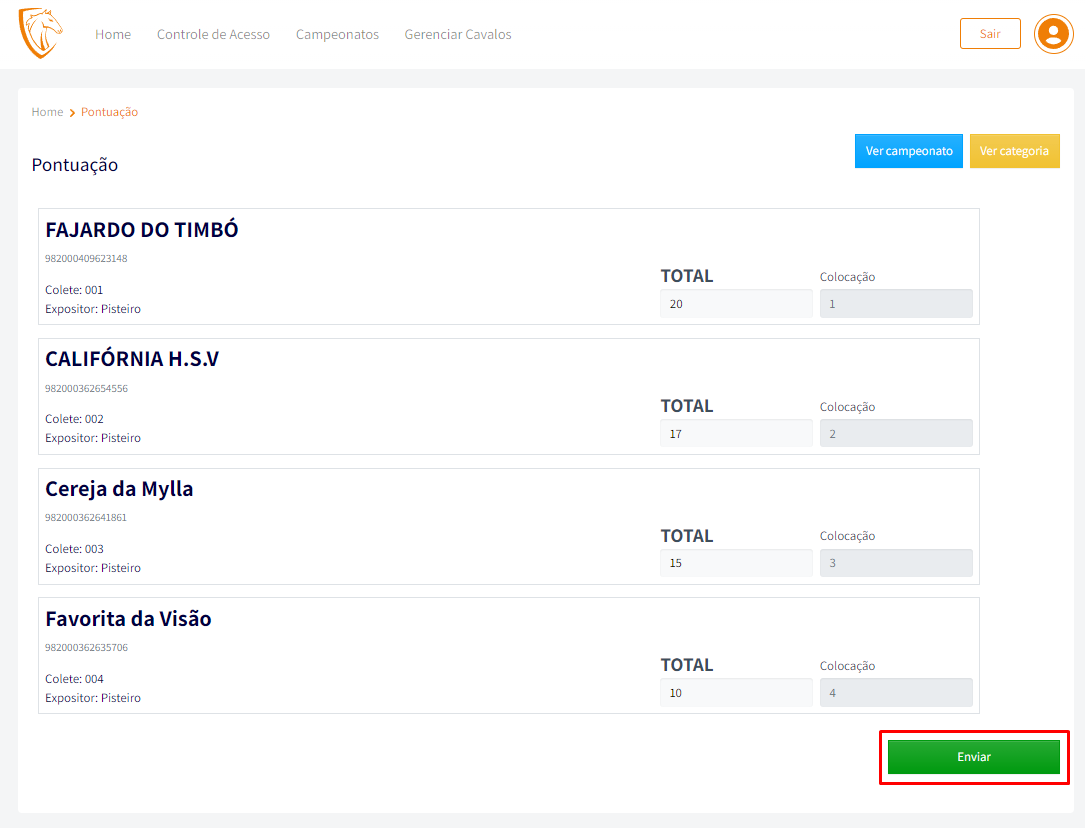 Home Controle de Acesso Campeonatos Gerenciar Cavalos Sair
Home > Pontuação
Ver campeonato Ver categoria
Pontuação
FAJARDO DO TIMBÓ
982000409623148
TOTAL Colocação
Colete: 001
20 1
Expositor: Pisteiro
CALIFÓRNIA H.S.V
982000362654556
TOTAL Colocação
Colete: 002
17 2
Expositor: Pisteiro
Cereja da Mylla
982000362641861
TOTAL Colocação
Colete: 003
15 3
Expositor: Pisteiro
Favorita da Visão
982000362635706
TOTAL Colocação
Colete: 004
10 4
Expositor: Pisteiro
Enviar